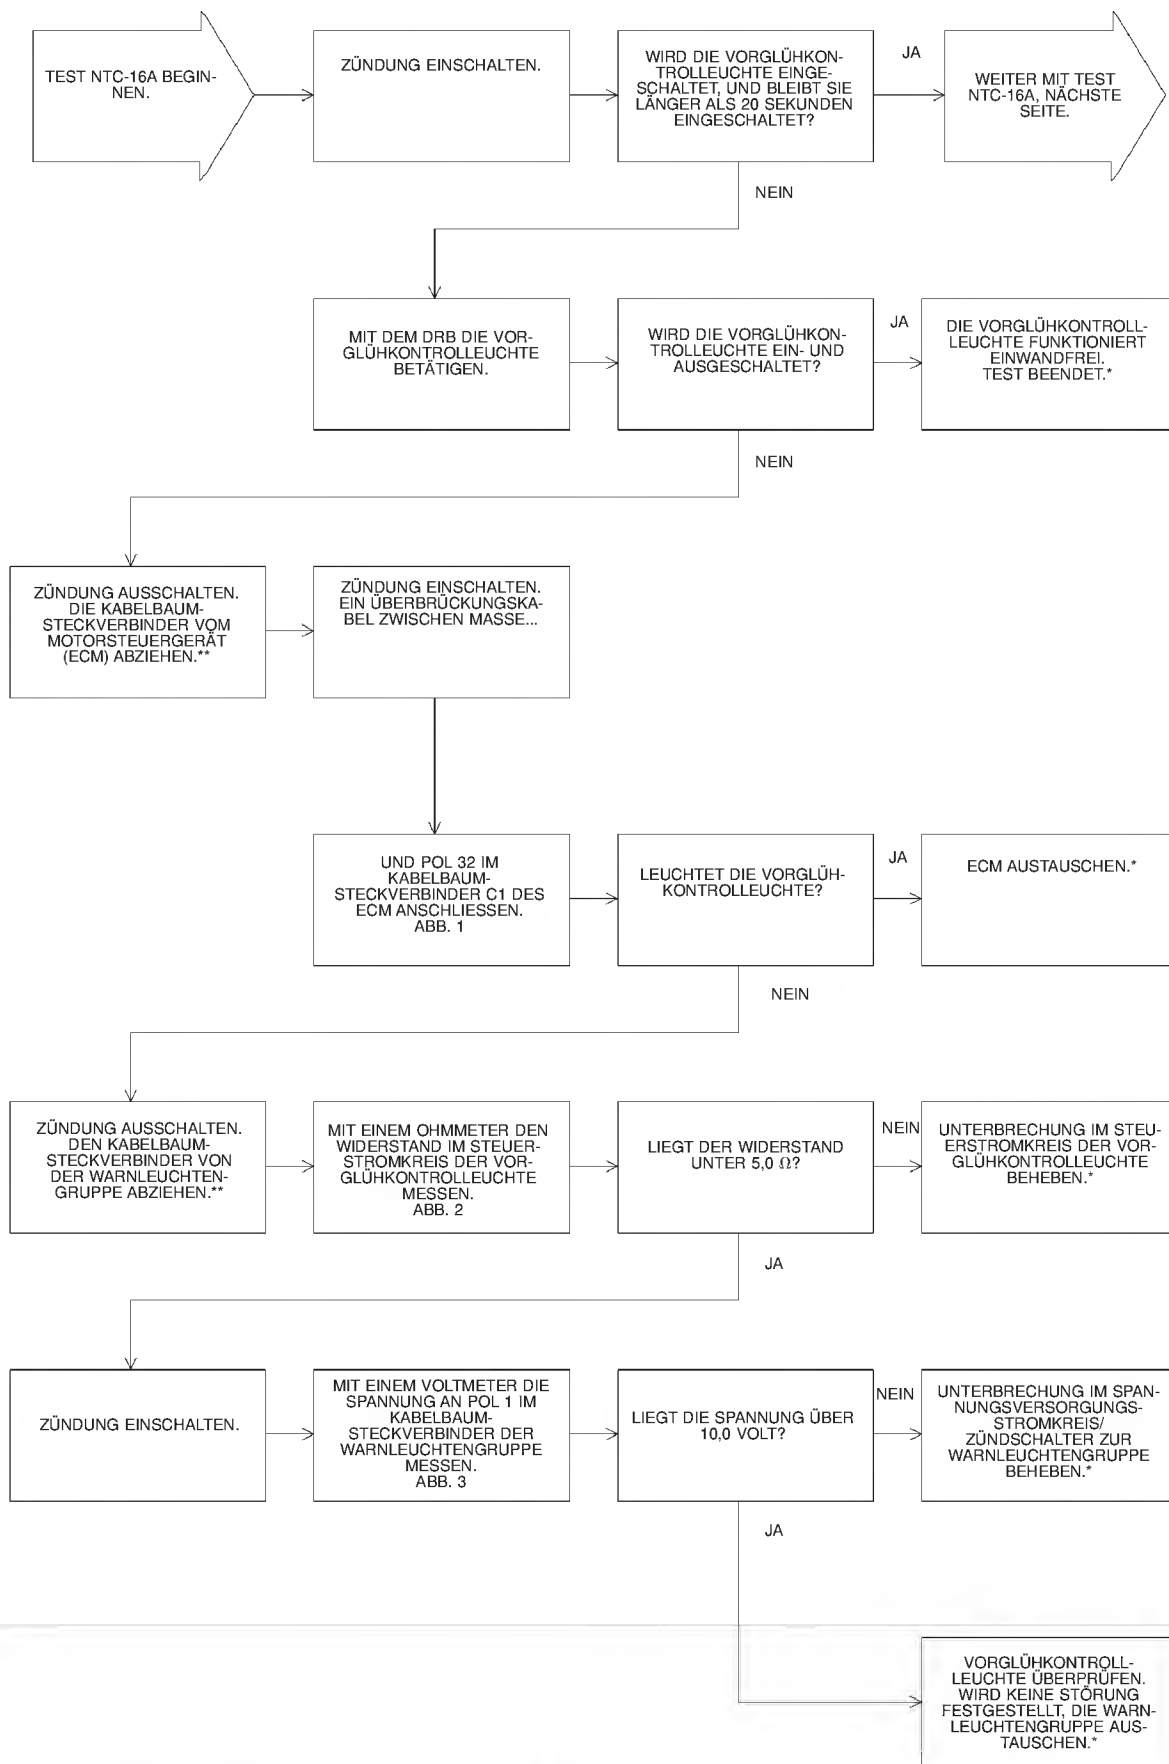 TEST NTC-16A BEGIN-
NEN.
ZÜNDUNG EINSCHALTEN.
WIRD DIE VORGLÜHKON-
TROLLEUCHTE EINGE-
SCHALTET, UND BLEIBT SIE
LÄNGER ALS 20 SEKUNDEN
EINGESCHALTET?
JA
WEITER MIT TEST
NTC-16A, NÄCHSTE
SEITE.
NEIN
MIT DEM DRB DIE VOR-
GLÜHKONTROLLEUCHTE
BETÄTIGEN.
WIRD DIE VORGLÜHKON-
TROLLEUCHTE EIN- UND
AUSGESCHALTET?
JA
DIE VORGLÜHKONTROLL-
LEUCHTE FUNKTIONIERT
EINWANDFREI.
TEST BEENDET.*
NEIN
ZÜNDUNG AUSSCHALTEN.
DIE KABELBAUM-
STECKVERBINDER VOM
MOTORSTEUERGERÄT
(ECM) ABZIEHEN.**
ZÜNDUNG EINSCHALTEN.
EIN ÜBERBRÜCKUNGSKA-
BEL ZWISCHEN MASSE...
UND POL 32 IM
KABELBAUM-
STECKVERBINDER C1 DES
ECM ANSCHLIESSEN.
ABB. 1
LEUCHTET DIE VORGLÜH-
KONTROLLEUCHTE?
JA
ECM AUSTAUSCHEN.*
NEIN
ZÜNDUNG AUSSCHALTEN.
DEN KABELBAUM-
STECKVERBINDER VON
DER WARNLEUCHTEN-
GRUPPE ABZIEHEN.**
MIT EINEM OHMMETER DEN
WIDERSTAND IM STEUER-
STROMKREIS DER VOR-
GLÜHKONTROLLEUCHTE
MESSEN.
ABB. 2
LIEGT DER WIDERSTAND
UNTER 5,0 Ω?
NEIN
UNTERBRECHUNG IM STEU-
ERSTROMKREIS DER VOR-
GLÜHKONTROLLEUCHTE
BEHEBEN.*
JA
ZÜNDUNG EINSCHALTEN.
MIT EINEM VOLTMETER DIE
SPANNUNG AN POL 1 IM
KABELBAUM-
STECKVERBINDER DER
WARNLEUCHTENGRUPPE
MESSEN.
ABB. 3
LIEGT DIE SPANNUNG ÜBER
10,0 VOLT?
NEIN
UNTERBRECHUNG IM SPAN-
NUNGSVERSORGUNGS-
STROMKREIS/
ZÜNDSCHALTER ZUR
WARNLEUCHTENGRUPPE
BEHEBEN.*
JA
VORGLÜHKONTROLL-
LEUCHTE ÜBERPRÜFEN.
WIRD KEINE STÖRUNG
FESTGESTELLT, DIE WARN-
LEUCHTENGRUPPE AUS-
TAUSCHEN.*